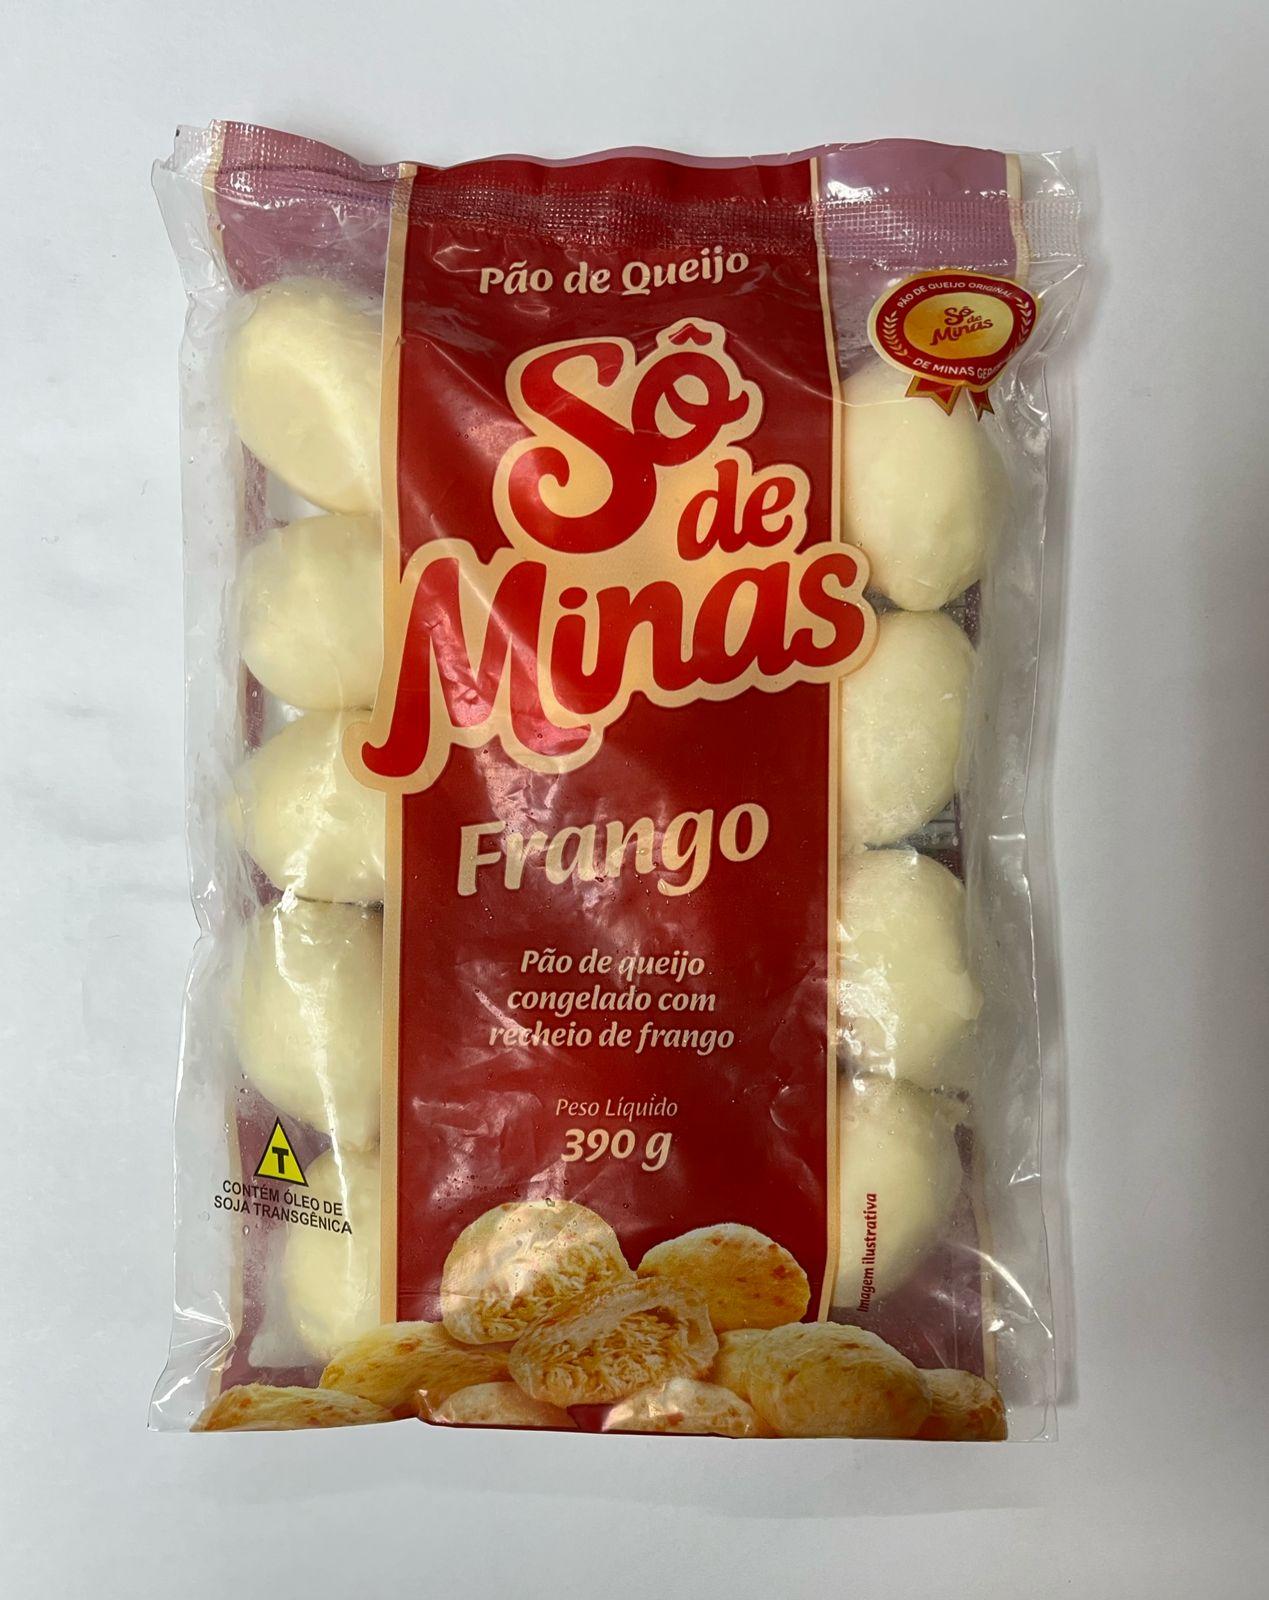 Pão de Queijo
PÃO DE QUEIJO ORIGINAL
Sô
de
Minas
DE MINAS
Sô
de
Minas
Frango
Pão de queijo
congelado com
recheio de frango
Peso Líquido
390 g
T
CONTÉM ÓLEO DE
SOJA TRANSGÊNICA
Imagem ilustrativa